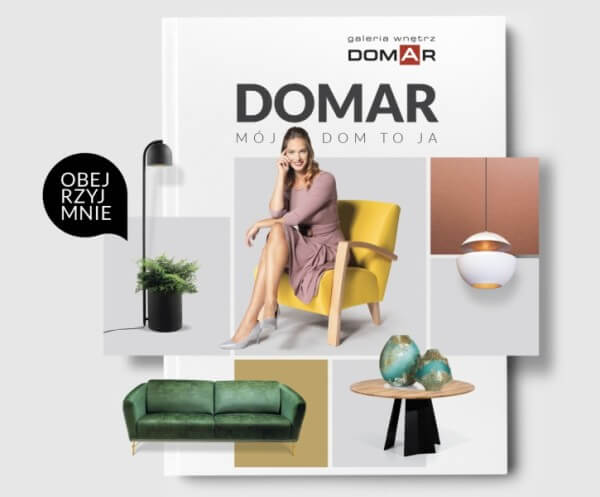 galeria wnętrz
DOMAR
DOMAR
MÓJ DOM TO JA
OBEJ
RZYJ
MNIE